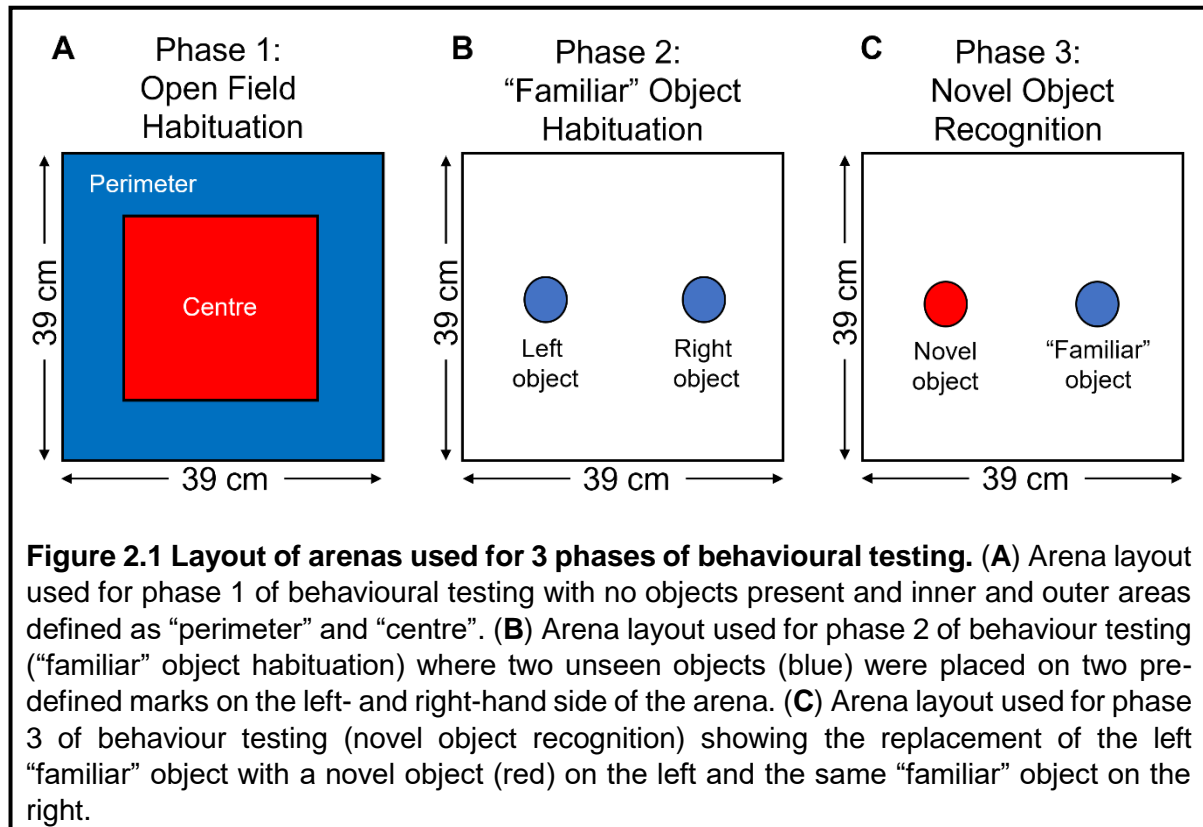 A
Phase 1:
Open Field
Habituation
Perimeter
Centre
39 cm
39 cm
B
Phase 2:
“Familiar” Object
Habituation
Left
object
Right
object
39 cm
39 cm
C
Phase 3:
Novel Object
Recognition
Novel
object
“Familiar”
object
39 cm
39 cm
Figure 2.1 Layout of arenas used for 3 phases of behavioural testing. (A) Arena layout
used for phase 1 of behavioural testing with no objects present and inner and outer areas
defined as “perimeter” and “centre”. (B) Arena layout used for phase 2 of behaviour testing
(“familiar” object habituation) where two unseen objects (blue) were placed on two pre-
defined marks on the left- and right-hand side of the arena. (C) Arena layout used for phase
3 of behaviour testing (novel object recognition) showing the replacement of the left
“familiar” object with a novel object (red) on the left and the same “familiar” object on the
right.